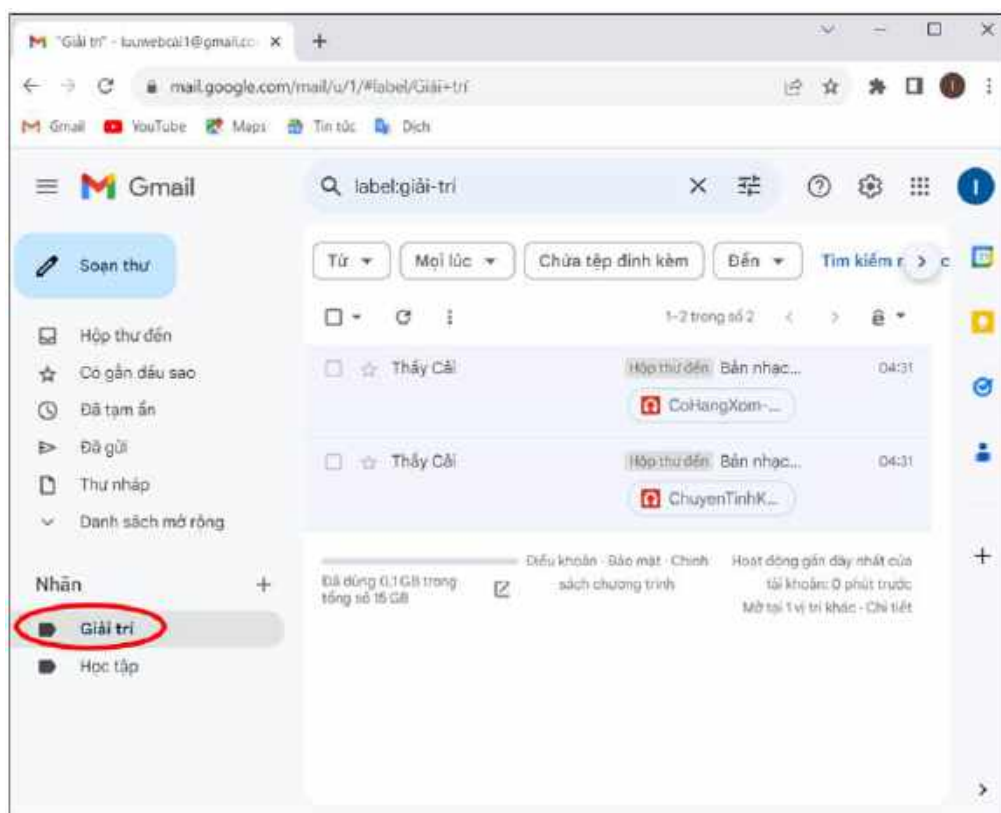 "Giải trí" - luuwebcai1@gmail.co
mail.google.com/mail/u/1/#label/Giải+trí
Gmail YouTube Maps Tin tức Dịch
Gmail
label:giải-trí
I
Soạn thư
Từ Mọi lúc Chứa tệp đính kèm Đến Tìm kiếm
1–2 trong số 2
Hộp thư đến
Có gắn dấu sao
Đã tạm ẩn
Đã gửi
Thư nháp
Danh sách mở rộng
Thầy Cải Hộp thư đến Bản nhạc... 04:31
CoHangXom-...
Thầy Cải Hộp thư đến Bản nhạc... 04:31
ChuyenTinhK...
Nhãn
Giải trí
Học tập
Đã dùng 0,1 GB trong
tổng số 15 GB
Điều khoản · Bảo mật · Chính
sách chương trình
Hoạt động gần đây nhất của
tài khoản: 0 phút trước
Mở tại 1 vị trí khác · Chi tiết